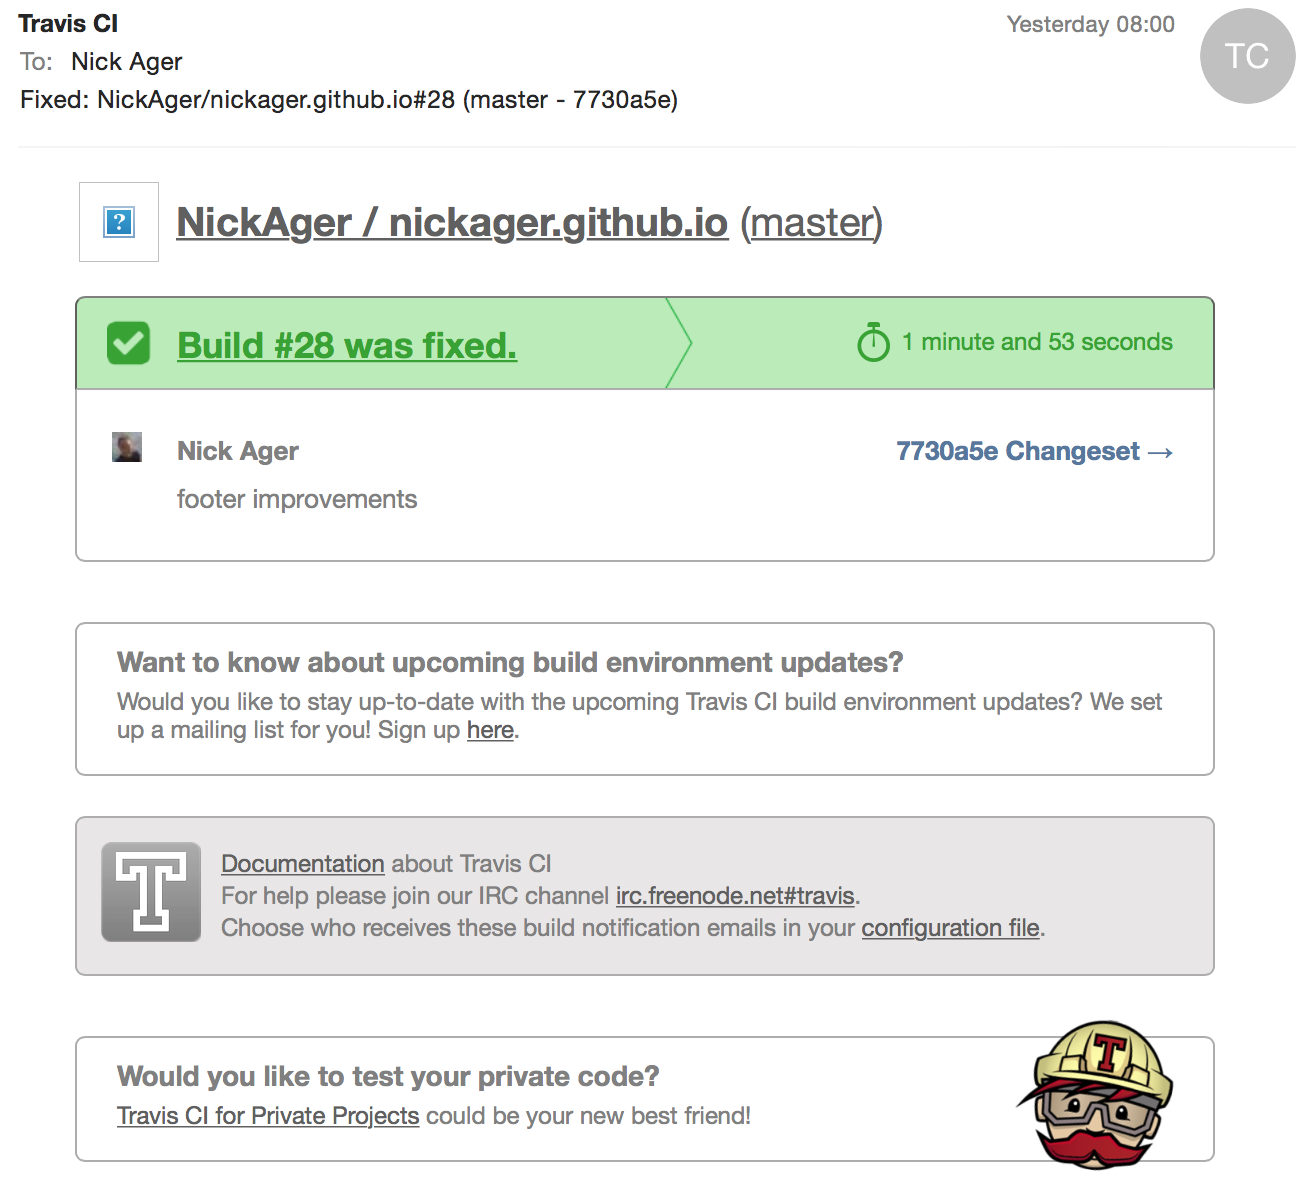 Travis CI
Yesterday 08:00
TC
To: Nick Ager
Fixed: NickAger/nickager.github.io#28 (master - 7730a5e)
?
NickAger / nickager.github.io (master)
Build #28 was fixed.
1 minute and 53 seconds
Nick Ager
7730a5e Changeset →
footer improvements
Want to know about upcoming build environment updates?
Would you like to stay up-to-date with the upcoming Travis CI build environment updates? We set
up a mailing list for you! Sign up here.
T
Documentation about Travis CI
For help please join our IRC channel irc.freenode.net#travis.
Choose who receives these build notification emails in your configuration file.
T
Would you like to test your private code?
Travis CI for Private Projects could be your new best friend!